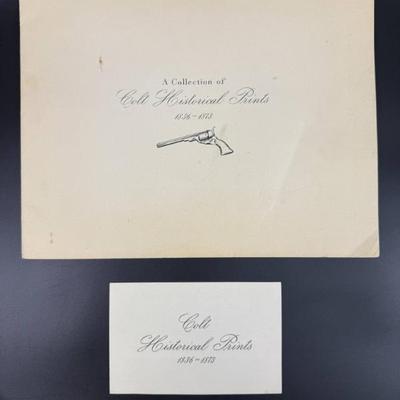 A Collection of
Colt Historical Prints
1836-1873
Colt
Historical Prints
1836-1873